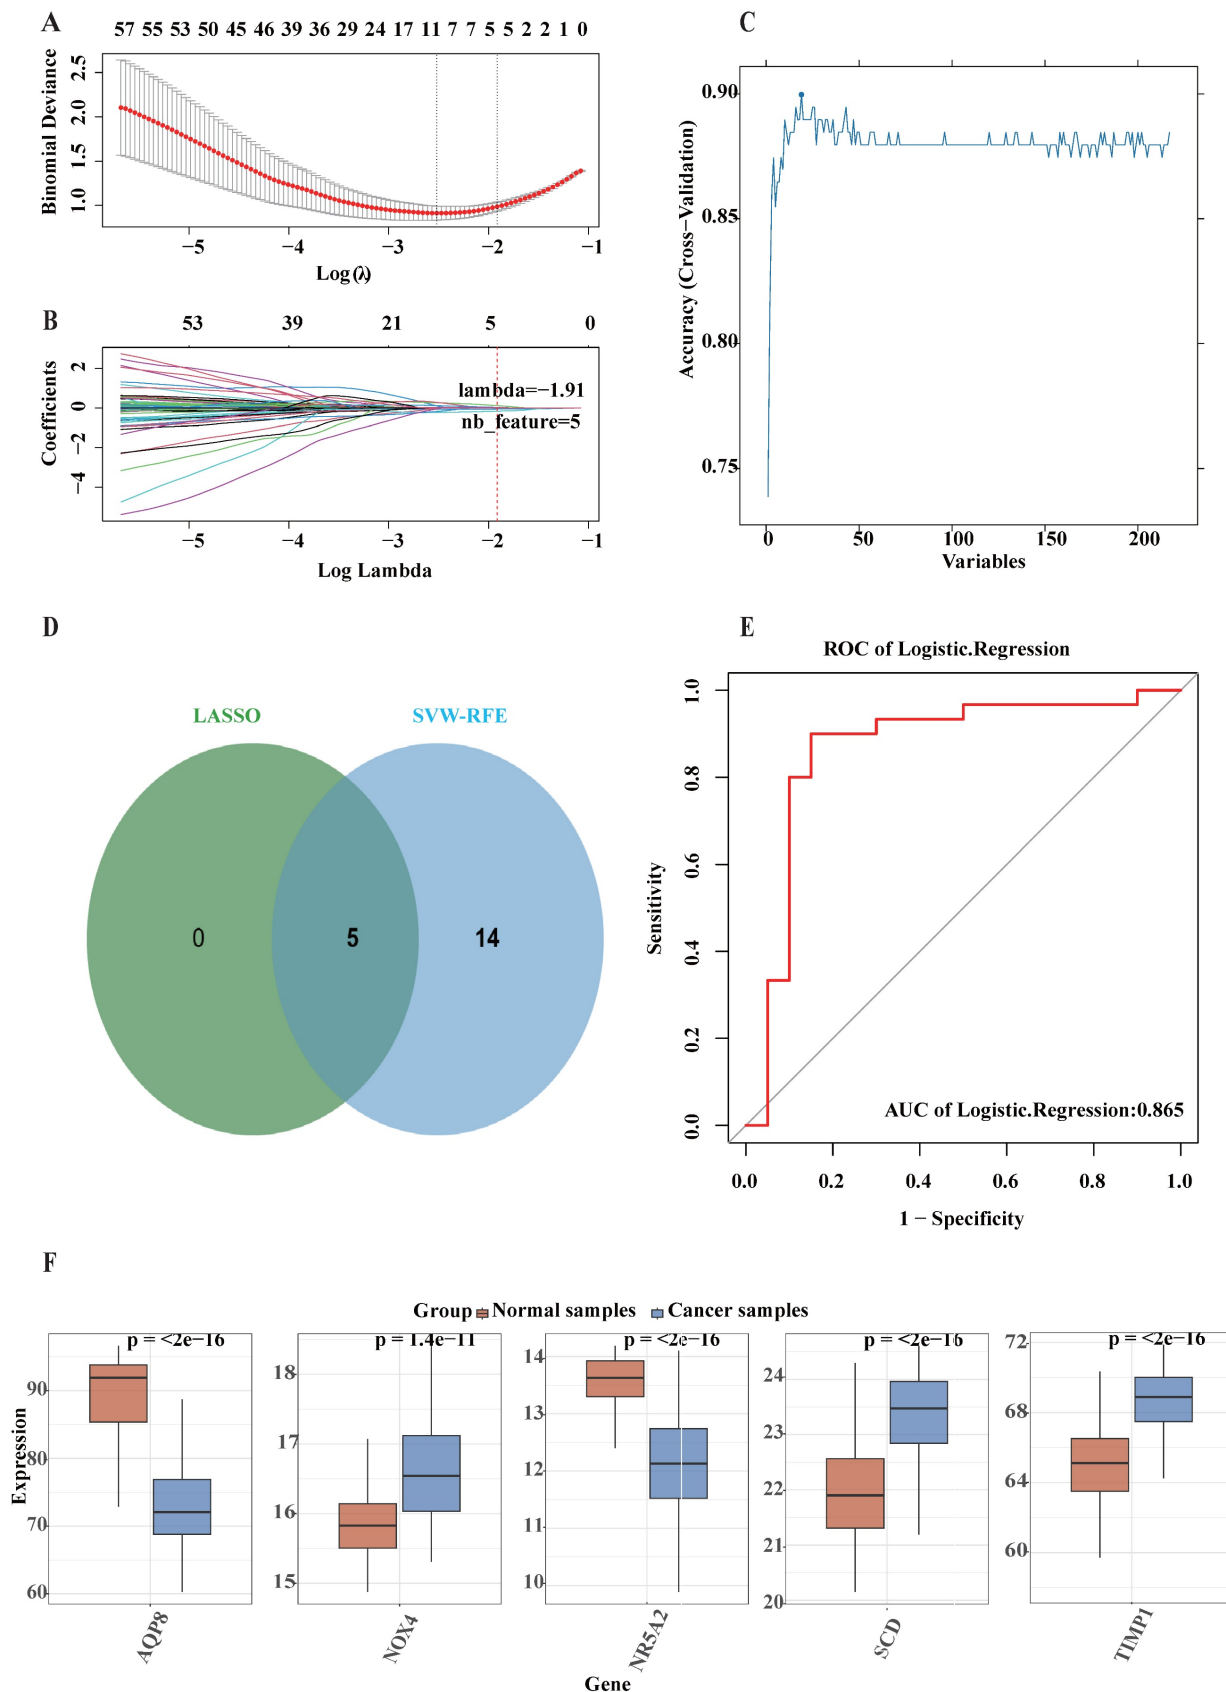 A
57 55 53 50 45 46 39 36 29 24 17 11 7 7 5 5 2 2 1 0
Binomial Deviance
2.5
2.0
1.5
1.0
−5 −4 −3 −2 −1
Log(λ)
B
53 39 21 5 0
Coefficients
2
0
−2
−4
lambda=−1.91
nb_feature=5
−5 −4 −3 −2 −1
Log Lambda
C
Accuracy (Cross−Validation)
0.90
0.85
0.80
0.75
0 50 100 150 200
Variables
D
LASSO
SVW-RFE
0 5 14
E
ROC of Logistic.Regression
Sensitivity
1.0
0.8
0.6
0.4
0.2
0.0
AUC of Logistic.Regression:0.865
0.0 0.2 0.4 0.6 0.8 1.0
1 − Specificity
F
Group Normal samples Cancer samples
Expression
p = <2e−16
90
80
70
60
AQP8
p = 1.4e−11
18
17
16
15
NOX4
p = <2e−16
14
13
12
11
10
NR5A2
p = <2e−16
24
23
22
21
20
SCD
p = <2e−16
72
68
64
60
TIMP1
Gene